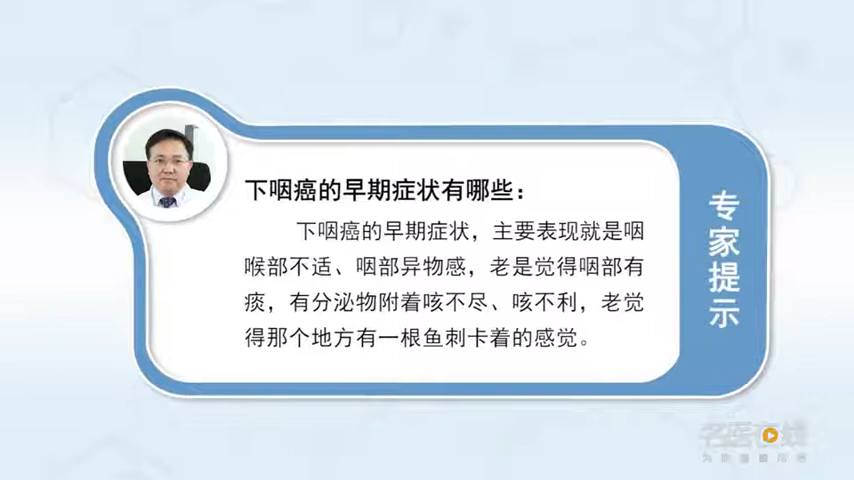 下咽癌的早期症状有哪些：
下咽癌的早期症状，主要表现就是咽
喉部不适、咽部异物感，老是觉得咽部有
痰，有分泌物附着咳不尽、咳不利，老觉
得那个地方有一根鱼刺卡着的感觉。
专家提示
名医在线